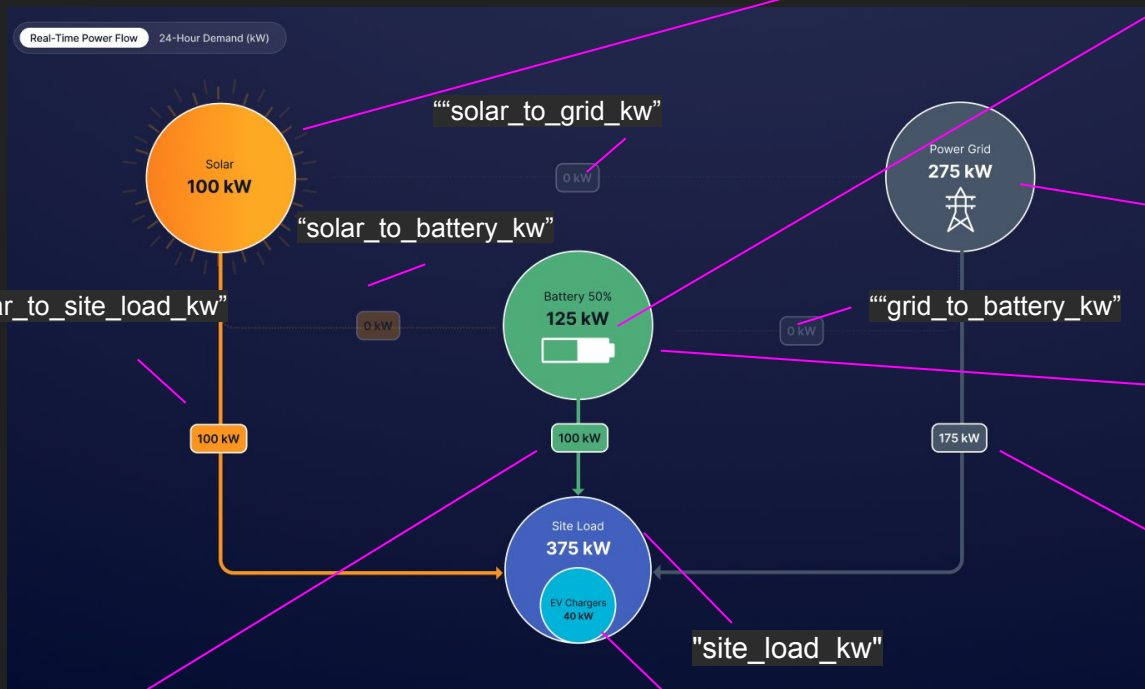 Real-Time Power Flow 24-Hour Demand (kW)
““solar_to_grid_kw”
Solar
100 kW
0 kW
Power Grid
275 kW
“solar_to_battery_kw”
Battery 50%
125 kW
ar_to_site_load_kw”
0 kW
0 kW
““grid_to_battery_kw”
100 kW
100 kW
175 kW
Site Load
375 kW
EV Chargers
40 kW
"site_load_kw"